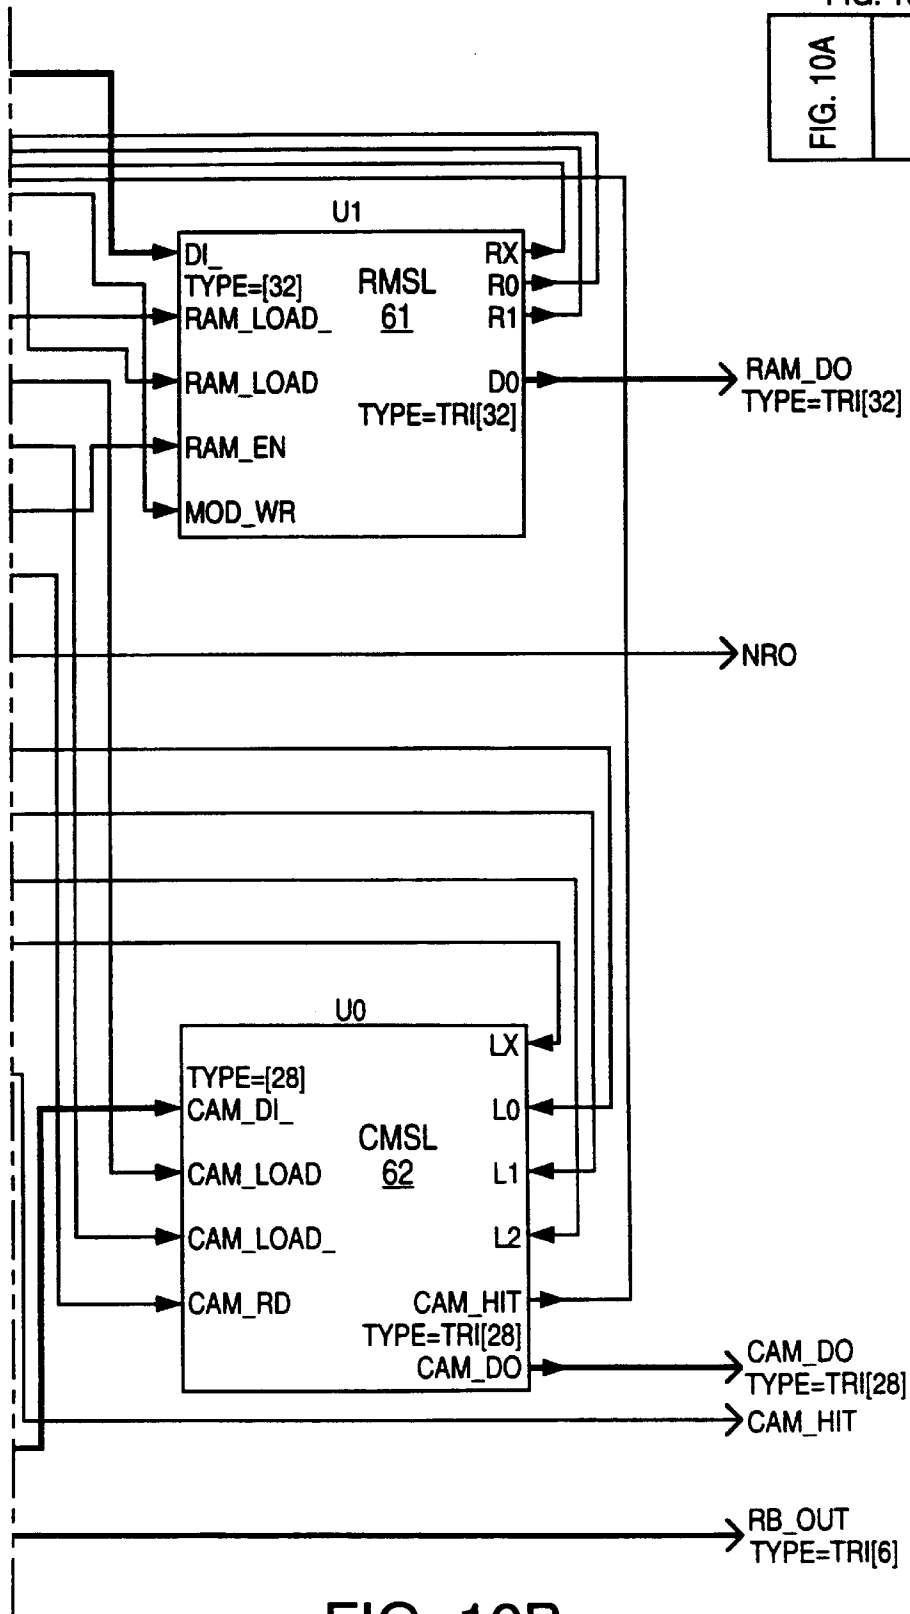 FIG. 10A
U1
DI_
TYPE=[32]
RAM_LOAD_
RAM_LOAD
RAM_EN
MOD_WR
RMSL
61
RX
R0
R1
D0
TYPE=TRI[32]
RAM_DO
TYPE=TRI[32]
NRO
U0
TYPE=[28]
CAM_DI_
CAM_LOAD
CAM_LOAD_
CAM_RD
CMSL
62
LX
L0
L1
L2
CAM_HIT
TYPE=TRI[28]
CAM_DO
CAM_DO
TYPE=TRI[28]
CAM_HIT
RB_OUT
TYPE=TRI[6]